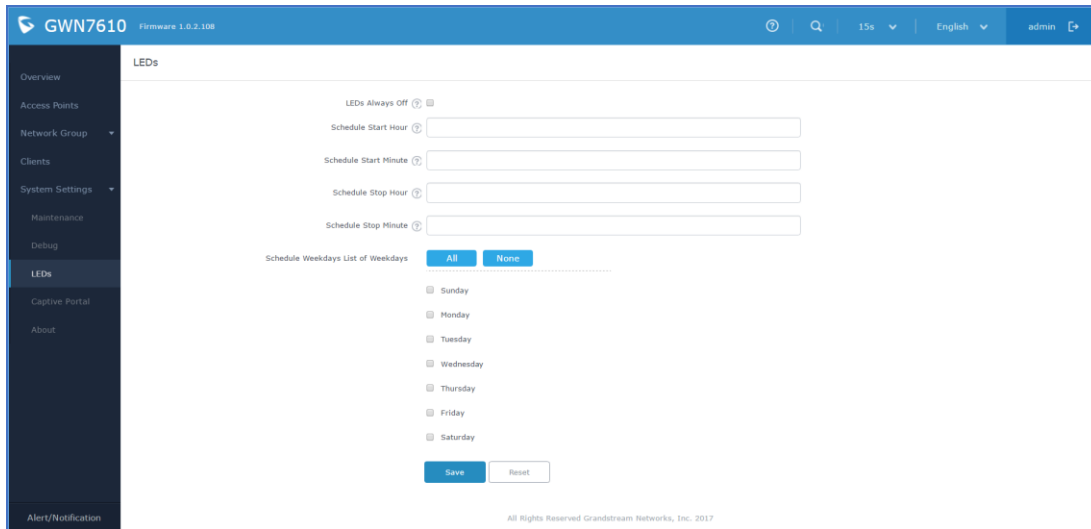 GWN7610 Firmware 1.0.2.108 15s English admin
LEDs
Overview
Access Points
Network Group
Clients
System Settings
Maintenance
Debug
LEDs
Captive Portal
About
Alert/Notification
LEDs Always Off
Schedule Start Hour
Schedule Start Minute
Schedule Stop Hour
Schedule Stop Minute
Schedule Weekdays List of Weekdays All None
Sunday
Monday
Tuesday
Wednesday
Thursday
Friday
Saturday
Save Reset
All Rights Reserved Grandstream Networks, Inc. 2017